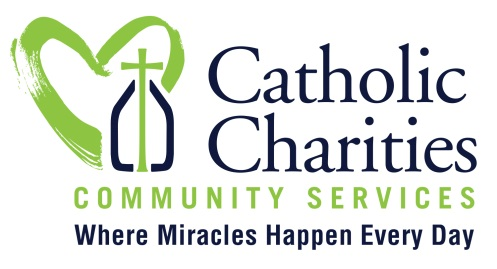 Catholic
Charities
COMMUNITY SERVICES
Where Miracles Happen Every Day